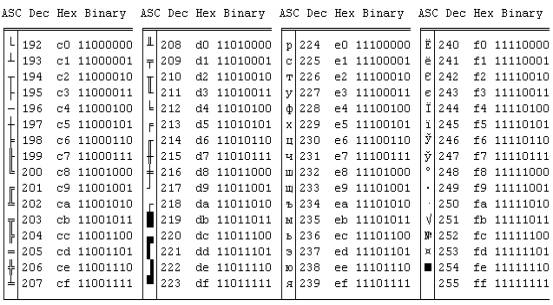 ASC Dec Hex Binary ASC Dec Hex Binary ASC Dec Hex Binary ASC Dec Hex Binary
└ 192 c0 11000000 ╨ 208 d0 11010000 р 224 e0 11100000 Ё 240 f0 11110000
┴ 193 c1 11000001 ╤ 209 d1 11010001 с 225 e1 11100001 ё 241 f1 11110001
┬ 194 c2 11000010 ╥ 210 d2 11010010 т 226 e2 11100010 Є 242 f2 11110010
├ 195 c3 11000011 ╙ 211 d3 11010011 у 227 e3 11100011 є 243 f3 11110011
─ 196 c4 11000100 ╘ 212 d4 11010100 ф 228 e4 11100100 Ї 244 f4 11110100
┼ 197 c5 11000101 ╒ 213 d5 11010101 х 229 e5 11100101 ї 245 f5 11110101
╞ 198 c6 11000110 ╓ 214 d6 11010110 ц 230 e6 11100110 Ў 246 f6 11110110
╟ 199 c7 11000111 ╫ 215 d7 11010111 ч 231 e7 11100111 ў 247 f7 11110111
╚ 200 c8 11001000 ╪ 216 d8 11011000 ш 232 e8 11101000 ° 248 f8 11111000
╔ 201 c9 11001001 ┘ 217 d9 11011001 щ 233 e9 11101001 ∙ 249 f9 11111001
╩ 202 ca 11001010 ┌ 218 da 11011010 ъ 234 ea 11101010 · 250 fa 11111010
╦ 203 cb 11001011 █ 219 db 11011011 ы 235 eb 11101011 √ 251 fb 11111011
╠ 204 cc 11001100 ▄ 220 dc 11011100 ь 236 ec 11101100 № 252 fc 11111100
═ 205 cd 11001101 ▌ 221 dd 11011101 э 237 ed 11101101 ¤ 253 fd 11111101
╬ 206 ce 11001110 ▐ 222 de 11011110 ю 238 ee 11101110 ■ 254 fe 11111110
╧ 207 cf 11001111 ▀ 223 df 11011111 я 239 ef 11101111 255 ff 11111111